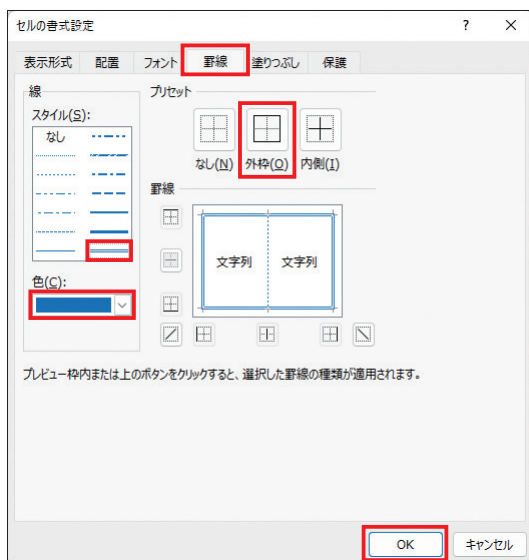 セルの書式設定
表示形式 配置 フォント 罫線 塗りつぶし 保護
線
スタイル(S):
なし
色(C):
プリセット
なし(N) 外枠(O) 内側(I)
罫線
文字列 文字列
プレビュー枠内または上のボタンをクリックすると、選択した罫線の種類が適用されます。
OK キャンセル